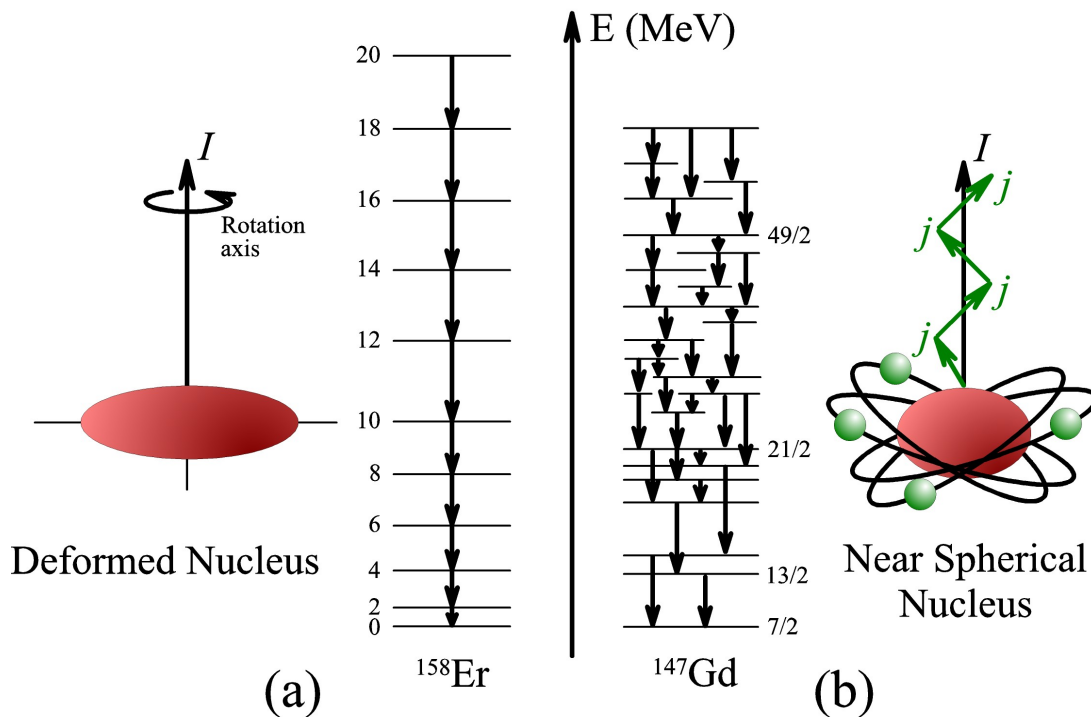 E (MeV)
20
18
16
14
12
10
8
6
4
2
0
I
Rotation
axis
Deformed Nucleus
¹⁵⁸Er
(a)
49/2
21/2
13/2
7/2
¹⁴⁷Gd
I
j
j
j
j
Near Spherical
Nucleus
(b)